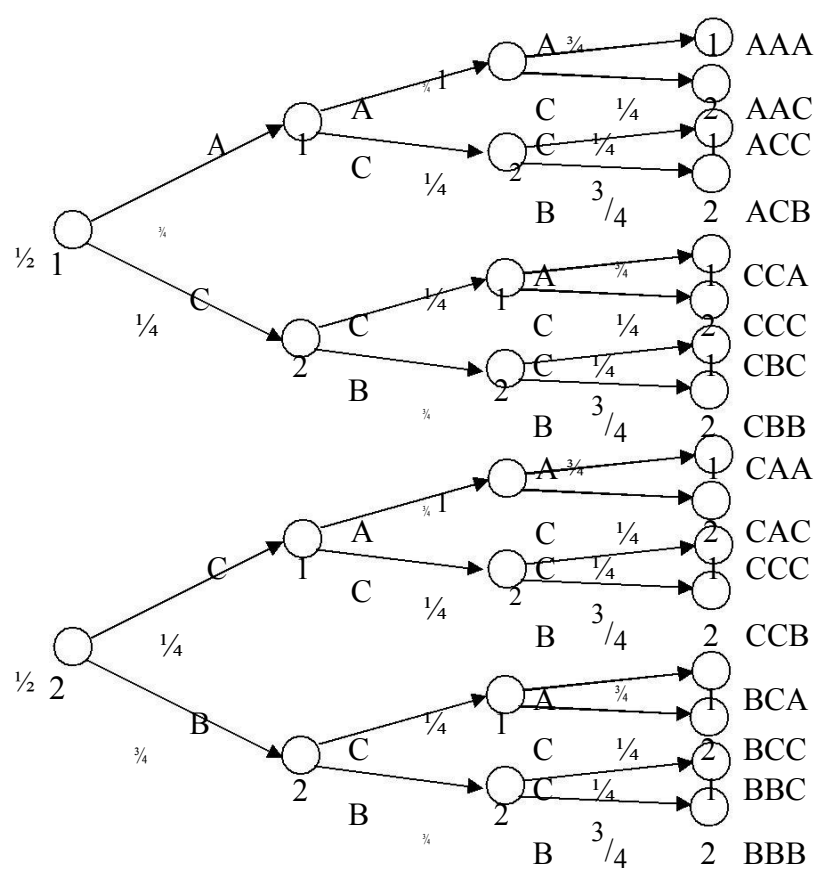 A ¾ 1 AAA
¾ 1
A C ¼ 2 AAC
A 1 C ¼ 1 ACC
C ¼ 2
B 3/4 2 ACB
¾
½ 1
¾ 1 CCA
C ¼ 1 A
¼ C C ¼ 2 CCC
2 2 C ¼ 1 CBC
B
¾ B 3/4 2 CBB
A ¾ 1 CAA
¾ 1
A C ¼ 2 CAC
C 1 C ¼ 1 CCC
C ¼ 2
¼ B 3/4 2 CCB
½ 2
¾ 1 BCA
B C ¼ 1 A
¾ C C ¼ 2 BCC
2 2 C ¼ 1 BBC
B
¾ B 3/4 2 BBB